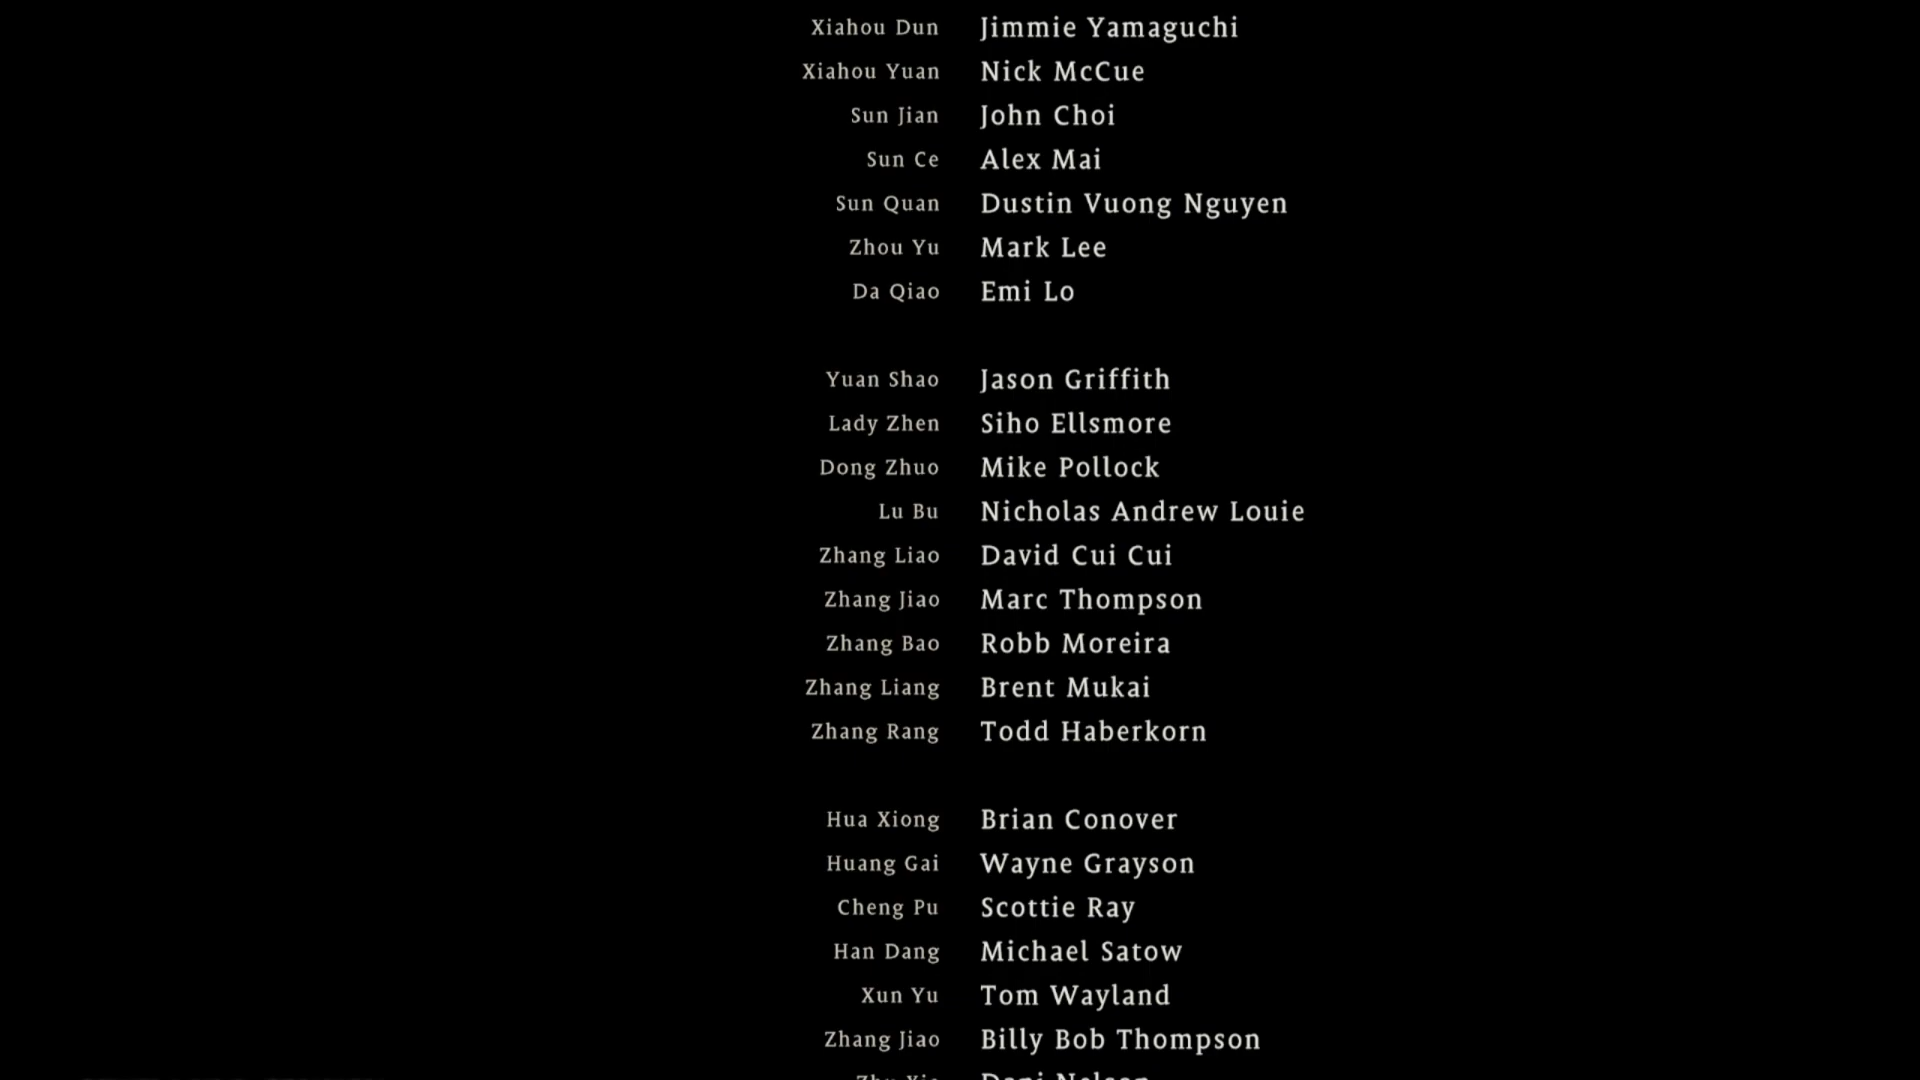 Xiahou Dun Jimmie Yamaguchi
Xiahou Yuan Nick McCue
Sun Jian John Choi
Sun Ce Alex Mai
Sun Quan Dustin Vuong Nguyen
Zhou Yu Mark Lee
Da Qiao Emi Lo
Yuan Shao Jason Griffith
Lady Zhen Siho Ellsmore
Dong Zhuo Mike Pollock
Lu Bu Nicholas Andrew Louie
Zhang Liao David Cui Cui
Zhang Jiao Marc Thompson
Zhang Bao Robb Moreira
Zhang Liang Brent Mukai
Zhang Rang Todd Haberkorn
Hua Xiong Brian Conover
Huang Gai Wayne Grayson
Cheng Pu Scottie Ray
Han Dang Michael Satow
Xun Yu Tom Wayland
Zhang Jiao Billy Bob Thompson